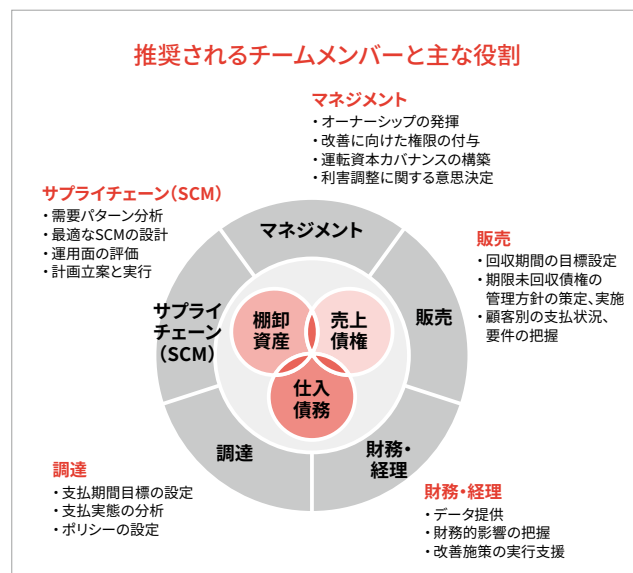 推奨されるチームメンバーと主な役割
マネジメント
・オーナーシップの発揮
・改善に向けた権限の付与
・運転資本カバナンスの構築
・利害調整に関する意思決定
サプライチェーン(SCM)
・需要パターン分析
・最適なSCMの設計
・運用面の評価
・計画立案と実行
販売
・回収期間の目標設定
・期限未回収債権の
管理方針の策定、実施
・顧客別の支払状況、
要件の把握
マネジメント
サプライ
チェーン
(SCM)
棚卸
資産
売上
債権
販売
仕入
債務
調達
財務・
経理
調達
・支払期間目標の設定
・支払実態の分析
・ポリシーの設定
財務・経理
・データ提供
・財務的影響の把握
・改善施策の実行支援